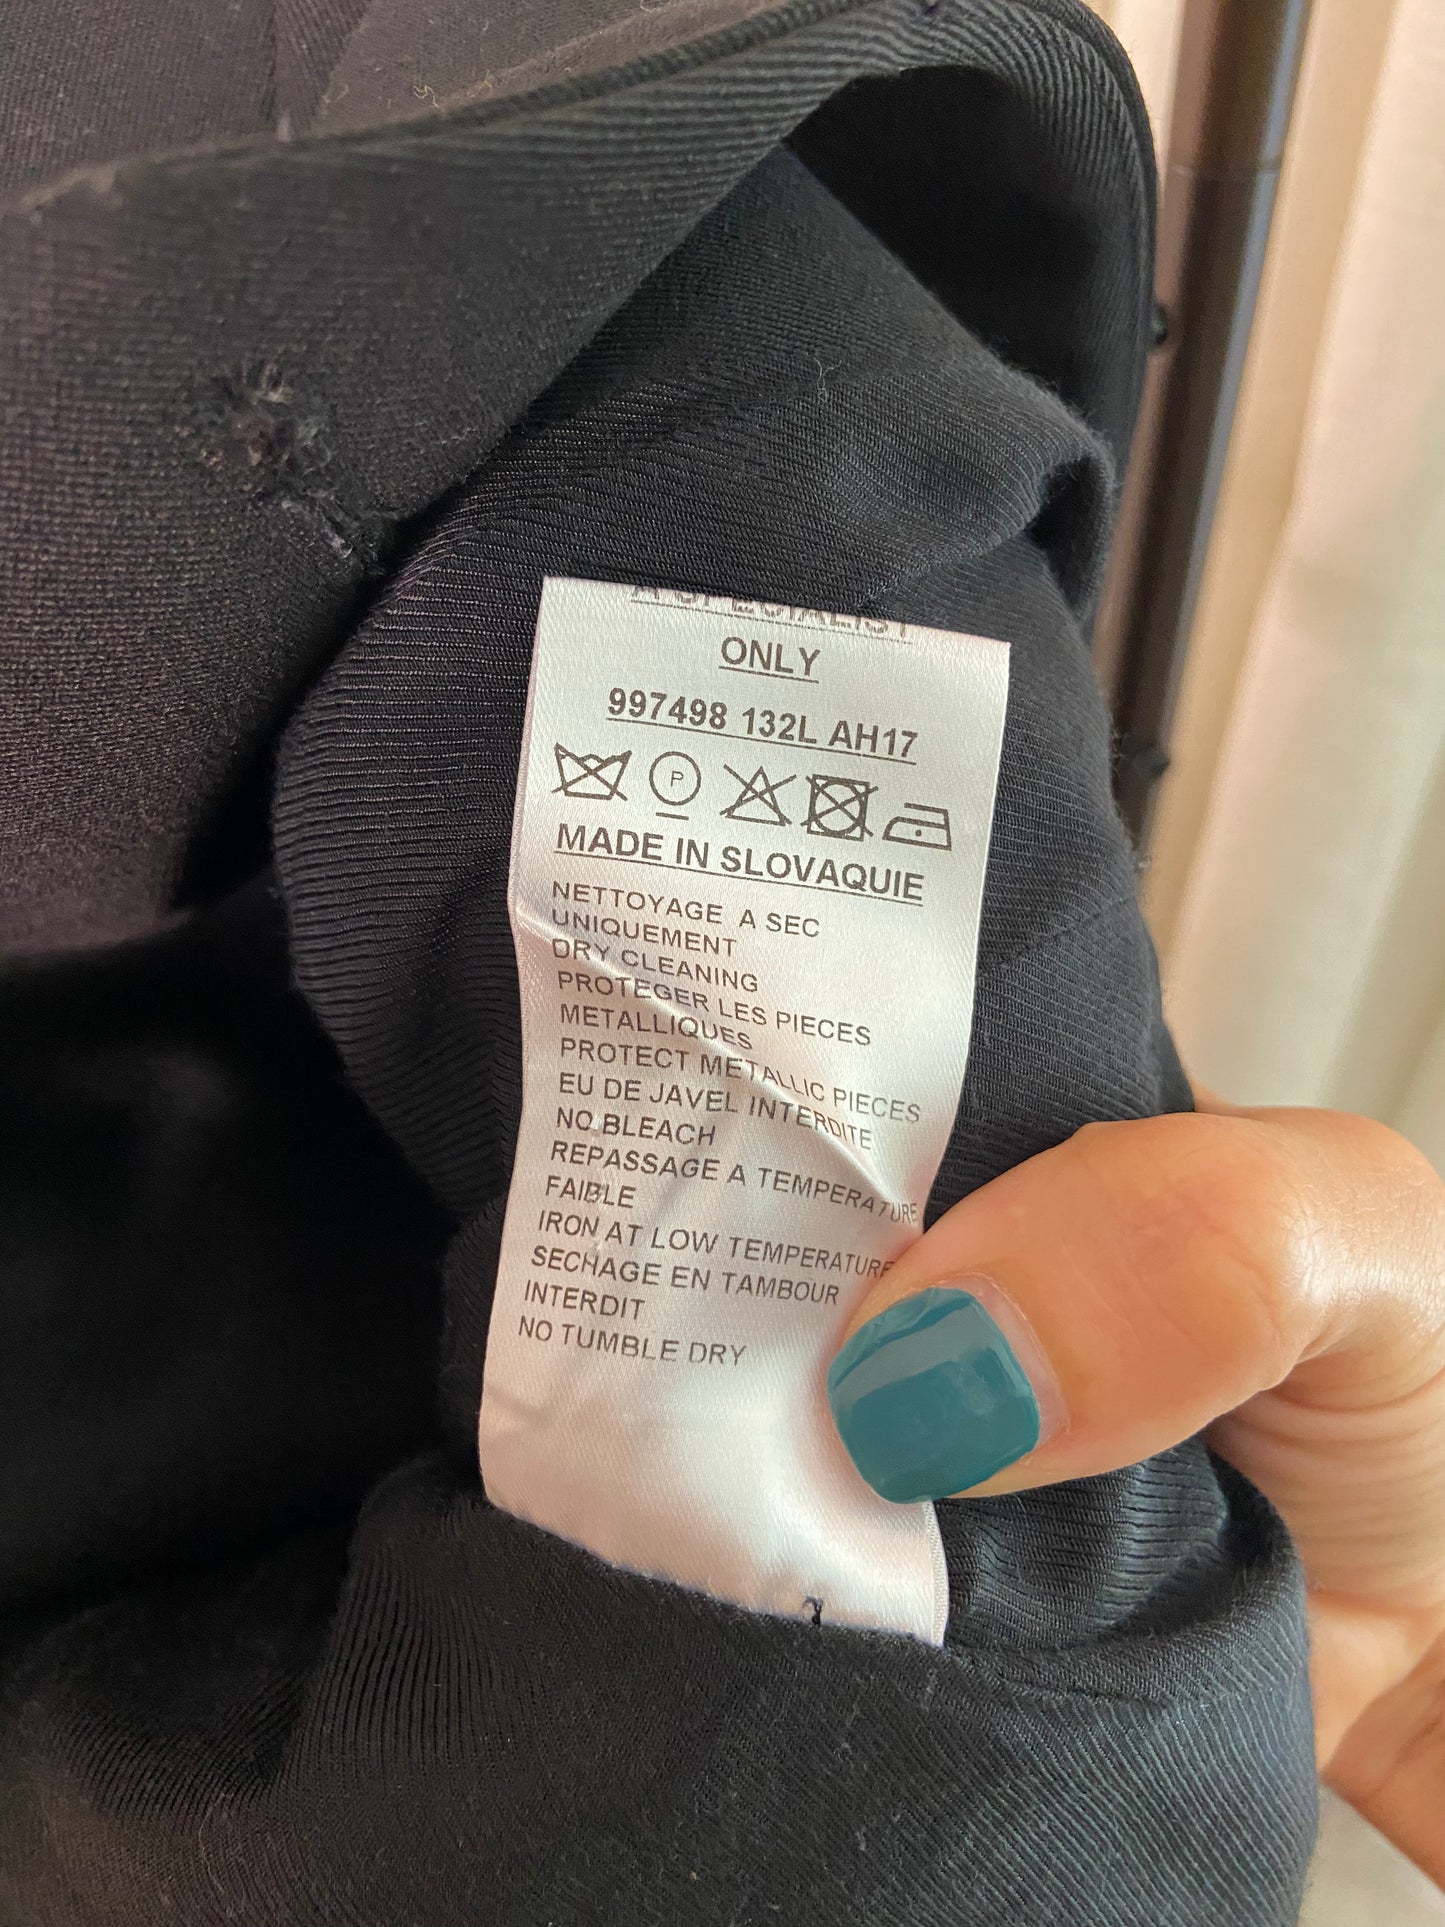 A SPECIALIST
ONLY
997498 132L AH17
P
MADE IN SLOVAQUIE
NETTOYAGE A SEC
UNIQUEMENT
DRY CLEANING
PROTEGER LES PIECES
METALLIQUES
PROTECT METALLIC PIECES
EU DE JAVEL INTERDITE
NO BLEACH
REPASSAGE A TEMPERATURE
FAIBLE
IRON AT LOW TEMPERATURE
SECHAGE EN TAMBOUR
INTERDIT
NO TUMBLE DRY